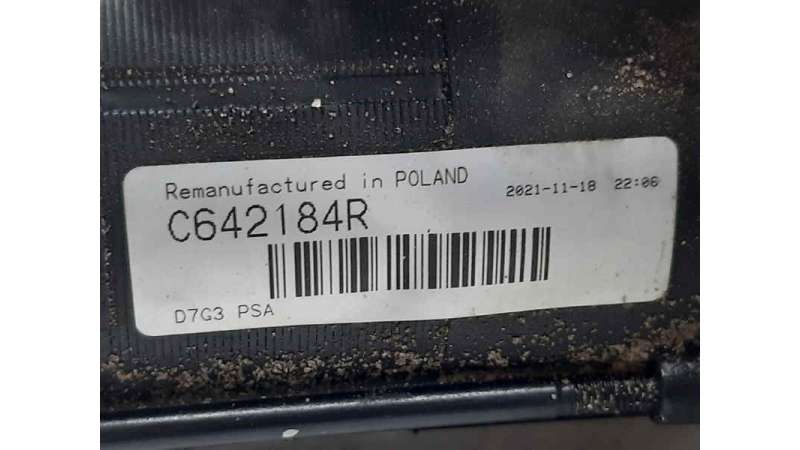 Remanufactured in POLAND 2021-11-18 22:06
C642184R
D7G3 PSA